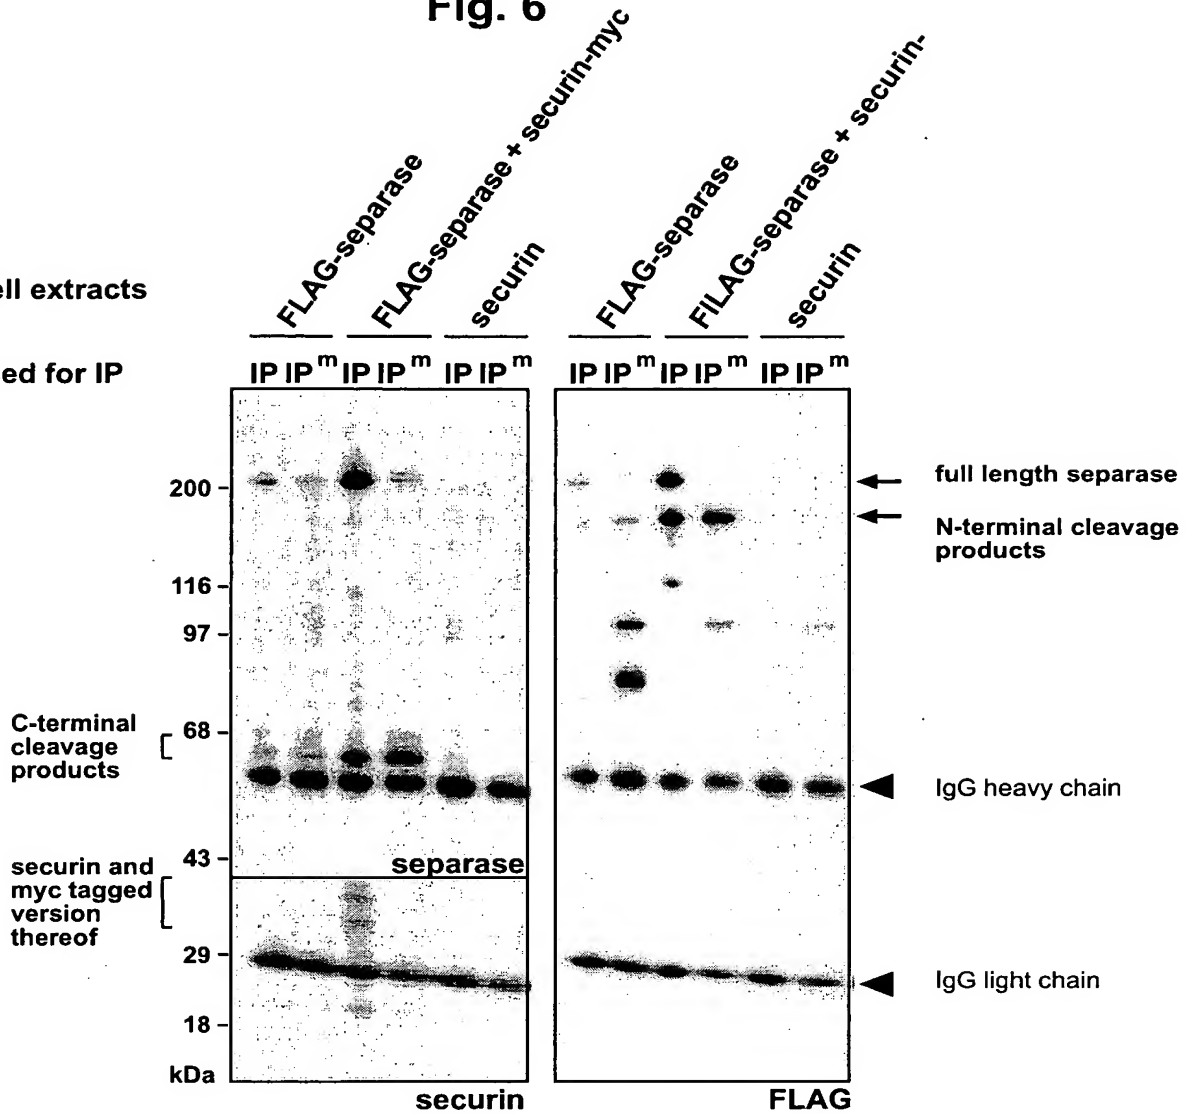 Fig. 6
FLAG-separase
FLAG-separase + securin-myc
securin
FLAG-separase
FILAG-separase + securin-
securin
ell extracts
ed for IP
IP IP m IP IP m IP IP m
IP IP m IP IP m IP IP m
200
116
97
68
43
29
18
kDa
C-terminal
cleavage
products
securin and
myc tagged
version
thereof
separase
securin
FLAG
full length separase
N-terminal cleavage
products
IgG heavy chain
IgG light chain